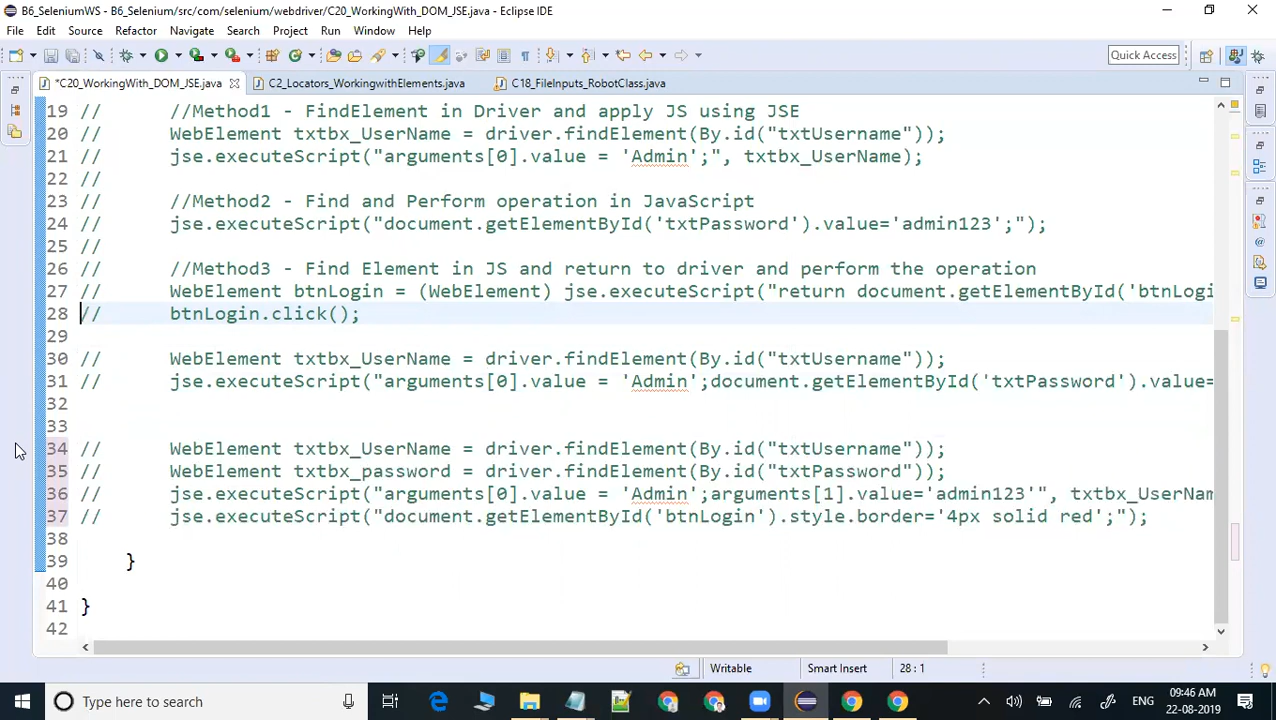 B6_SeleniumWS - B6_Selenium/src/com/selenium/webdriver/C20_WorkingWith_DOM_JSE.java - Eclipse IDE
File Edit Source Refactor Navigate Search Project Run Window Help
Quick Access
*C20_WorkingWith_DOM_JSE.java C2_Locators_WorkingwithElements.java C18_FileInputs_RobotClass.java
19 // //Method1 - FindElement in Driver and apply JS using JSE
20 // WebElement txtbx_UserName = driver.findElement(By.id("txtUsername"));
21 // jse.executeScript("arguments[0].value = 'Admin';", txtbx_UserName);
22 //
23 // //Method2 - Find and Perform operation in JavaScript
24 // jse.executeScript("document.getElementById('txtPassword').value='admin123';");
25 //
26 // //Method3 - Find Element in JS and return to driver and perform the operation
27 // WebElement btnLogin = (WebElement) jse.executeScript("return document.getElementById('btnLogi
28 // btnLogin.click();
29
30 // WebElement txtbx_UserName = driver.findElement(By.id("txtUsername"));
31 // jse.executeScript("arguments[0].value = 'Admin';document.getElementById('txtPassword').value=
32
33
34 // WebElement txtbx_UserName = driver.findElement(By.id("txtUsername"));
35 // WebElement txtbx_password = driver.findElement(By.id("txtPassword"));
36 // jse.executeScript("arguments[0].value = 'Admin';arguments[1].value='admin123'", txtbx_UserNam
37 // jse.executeScript("document.getElementById('btnLogin').style.border='4px solid red';");
38
39 }
40
41 }
42
Writable Smart Insert 28 : 1
Type here to search
ENG
09:46 AM
22-08-2019